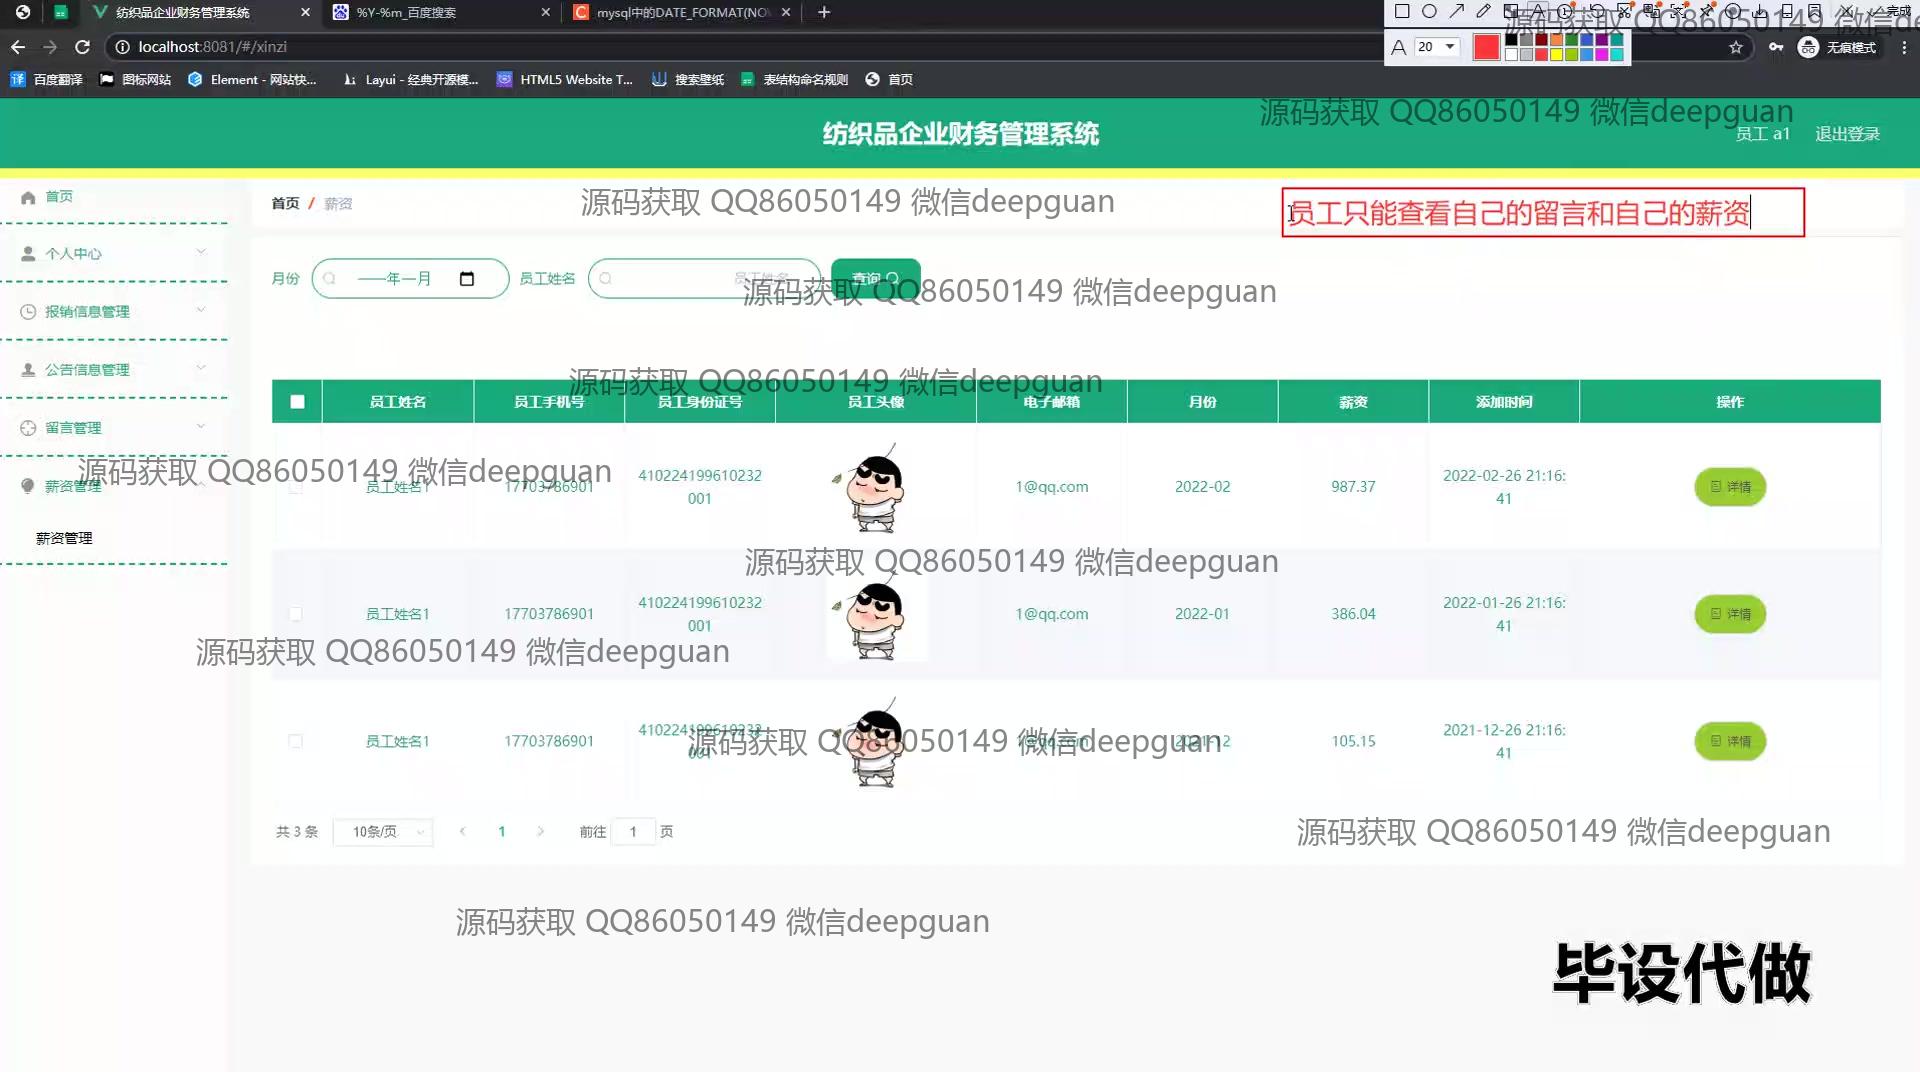 纺织品企业财务管理系统
%Y-%m_百度搜索
mysql中的DATE_FORMAT(NO
完成
localhost:8081/#/xinzi
A 20
无痕模式
百度翻译
图标网站
Element - 网站快...
Layui - 经典开源模...
HTML5 Website T...
搜索壁纸
表结构命名规则
首页
源码获取 QQ86050149 微信de
源码获取 QQ86050149 微信deepguan
纺织品企业财务管理系统
员工 a1
退出登录
首页
个人中心
报销信息管理
公告信息管理
留言管理
薪资管理
薪资管理
首页 / 薪资
源码获取 QQ86050149 微信deepguan
员工只能查看自己的留言和自己的薪资
月份
----年--月
员工姓名
员工姓名
查询
源码获取 QQ86050149 微信deepguan
源码获取 QQ86050149 微信deepguan
员工姓名 员工手机号 员工身份证号 员工头像 电子邮箱 月份 薪资 添加时间 操作
源码获取 QQ86050149 微信deepguan
员工姓名1 17703786901 410224199610232001 1@qq.com 2022-02 987.37 2022-02-26 21:16:41 详情
源码获取 QQ86050149 微信deepguan
员工姓名1 17703786901 410224199610232001 1@qq.com 2022-01 386.04 2022-01-26 21:16:41 详情
源码获取 QQ86050149 微信deepguan
员工姓名1 17703786901 410224199610232001 2021-12 105.15 2021-12-26 21:16:41 详情
源码获取 QQ86050149 微信deepguan
共 3 条 10条/页 1 前往 1 页
源码获取 QQ86050149 微信deepguan
源码获取 QQ86050149 微信deepguan
毕设代做